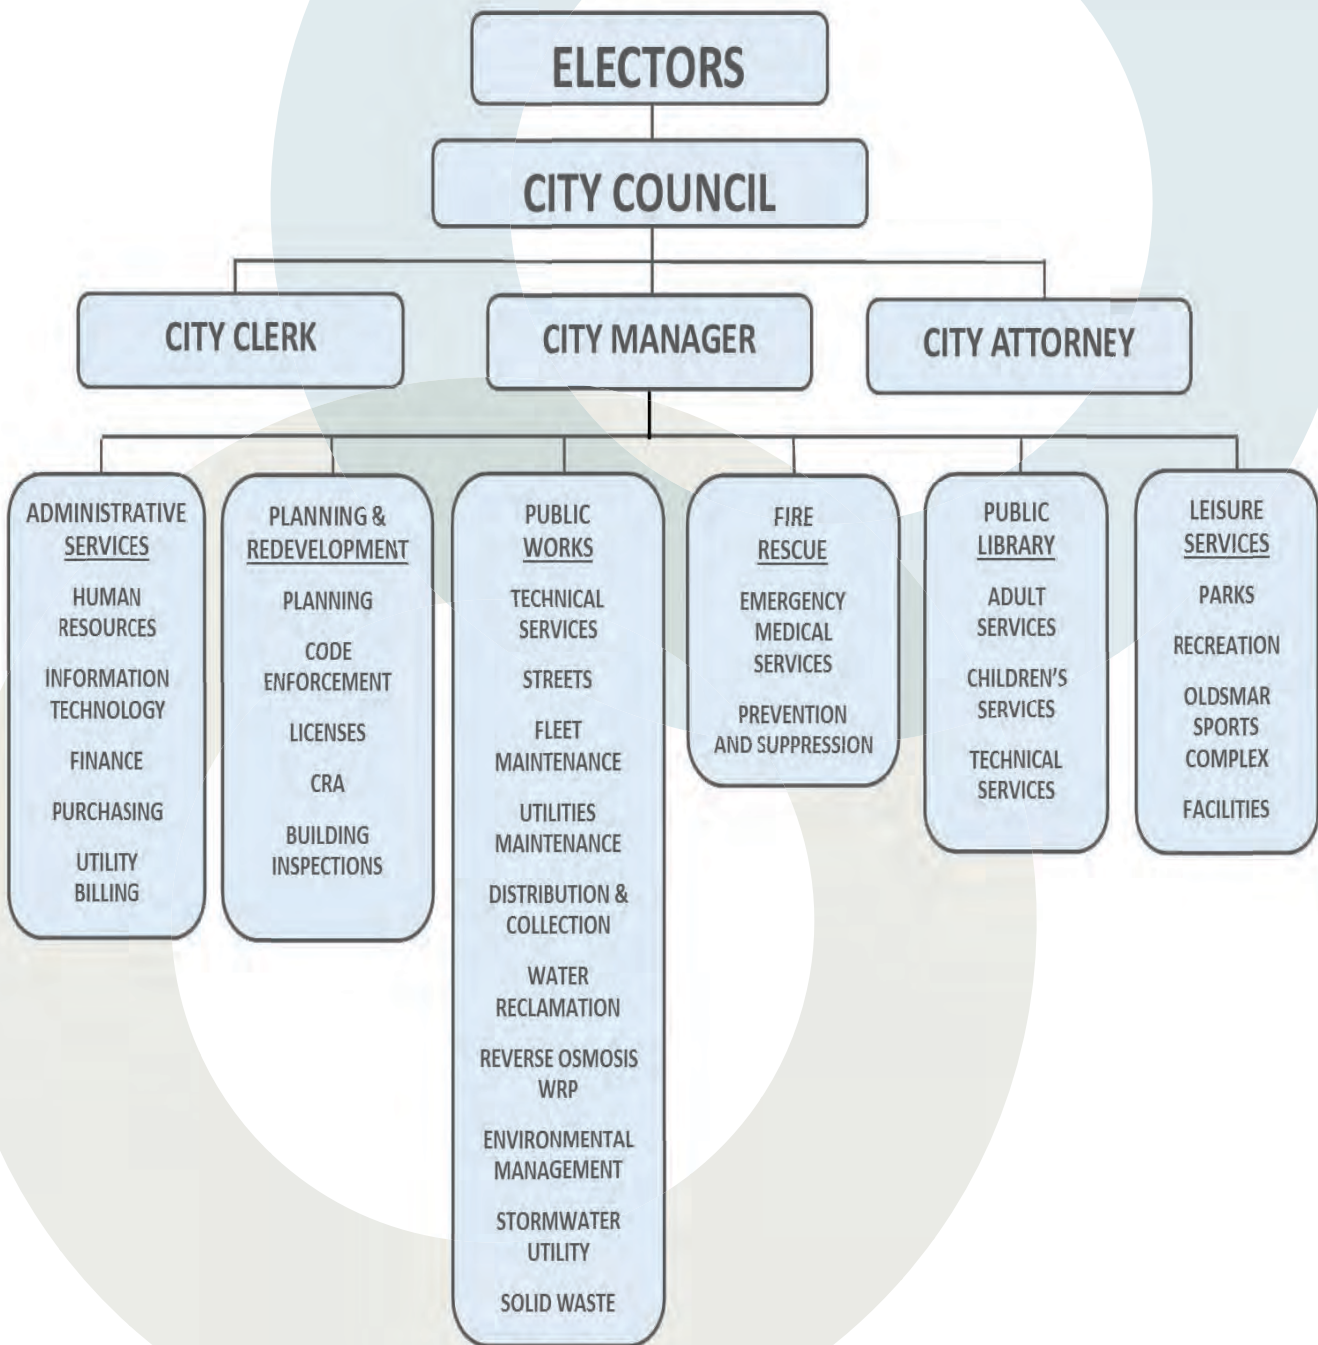 ELECTORS
CITY COUNCIL
CITY CLERK
CITY MANAGER
CITY ATTORNEY
ADMINISTRATIVE
SERVICES
HUMAN
RESOURCES
INFORMATION
TECHNOLOGY
FINANCE
PURCHASING
UTILITY
BILLING
PLANNING &
REDEVELOPMENT
PLANNING
CODE
ENFORCEMENT
LICENSES
CRA
BUILDING
INSPECTIONS
PUBLIC
WORKS
TECHNICAL
SERVICES
STREETS
FLEET
MAINTENANCE
UTILITIES
MAINTENANCE
DISTRIBUTION &
COLLECTION
WATER
RECLAMATION
REVERSE OSMOSIS
WRP
ENVIRONMENTAL
MANAGEMENT
STORMWATER
UTILITY
SOLID WASTE
FIRE
RESCUE
EMERGENCY
MEDICAL
SERVICES
PREVENTION
AND SUPPRESSION
PUBLIC
LIBRARY
ADULT
SERVICES
CHILDREN'S
SERVICES
TECHNICAL
SERVICES
LEISURE
SERVICES
PARKS
RECREATION
OLDSMAR
SPORTS
COMPLEX
FACILITIES